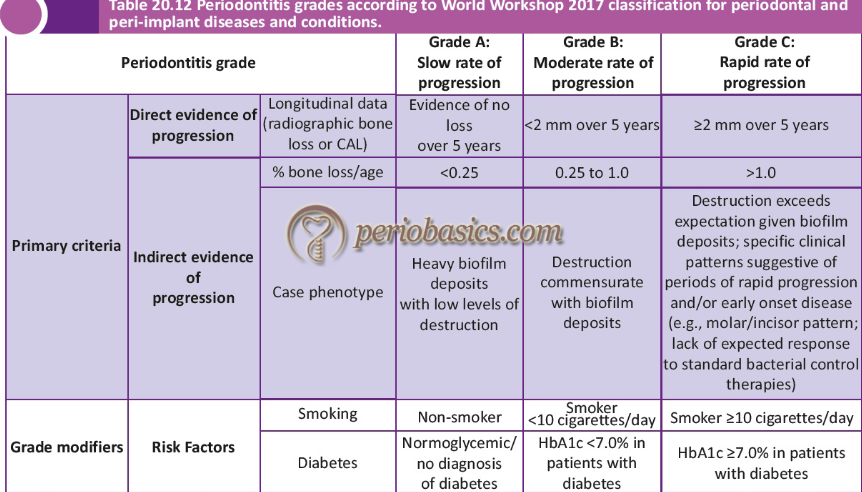 Table 20.12 Periodontitis grades according to World Workshop 2017 classification for periodontal and
peri-implant diseases and conditions.
Periodontitis grade
Grade A:
Slow rate of
progression
Grade B:
Moderate rate of
progression
Grade C:
Rapid rate of
progression
Primary criteria
Direct evidence of
progression
Longitudinal data
(radiographic bone
loss or CAL)
Evidence of no
loss
over 5 years
<2 mm over 5 years
≥2 mm over 5 years
Indirect evidence
of
progression
% bone loss/age
<0.25
0.25 to 1.0
>1.0
Case phenotype
Heavy biofilm
deposits
with low levels of
destruction
Destruction
commensurate
with biofilm
deposits
Destruction exceeds
expectation given biofilm
deposits; specific clinical
patterns suggestive of
periods of rapid progression
and/or early onset disease
(e.g., molar/incisor pattern;
lack of expected response
to standard bacterial control
therapies)
periobasics.com
Grade modifiers
Risk Factors
Smoking
Non-smoker
Smoker
<10 cigarettes/day
Smoker ≥10 cigarettes/day
Diabetes
Normoglycemic/
no diagnosis
of diabetes
HbA1c <7.0% in
patients with
diabetes
HbA1c ≥7.0% in patients
with diabetes